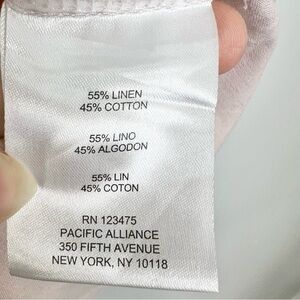 55% LINEN
45% COTTON
55% LINO
45% ALGODON
55% LIN
45% COTON
RN 123475
PACIFIC ALLIANCE
350 FIFTH AVENUE
NEW YORK, NY 10118